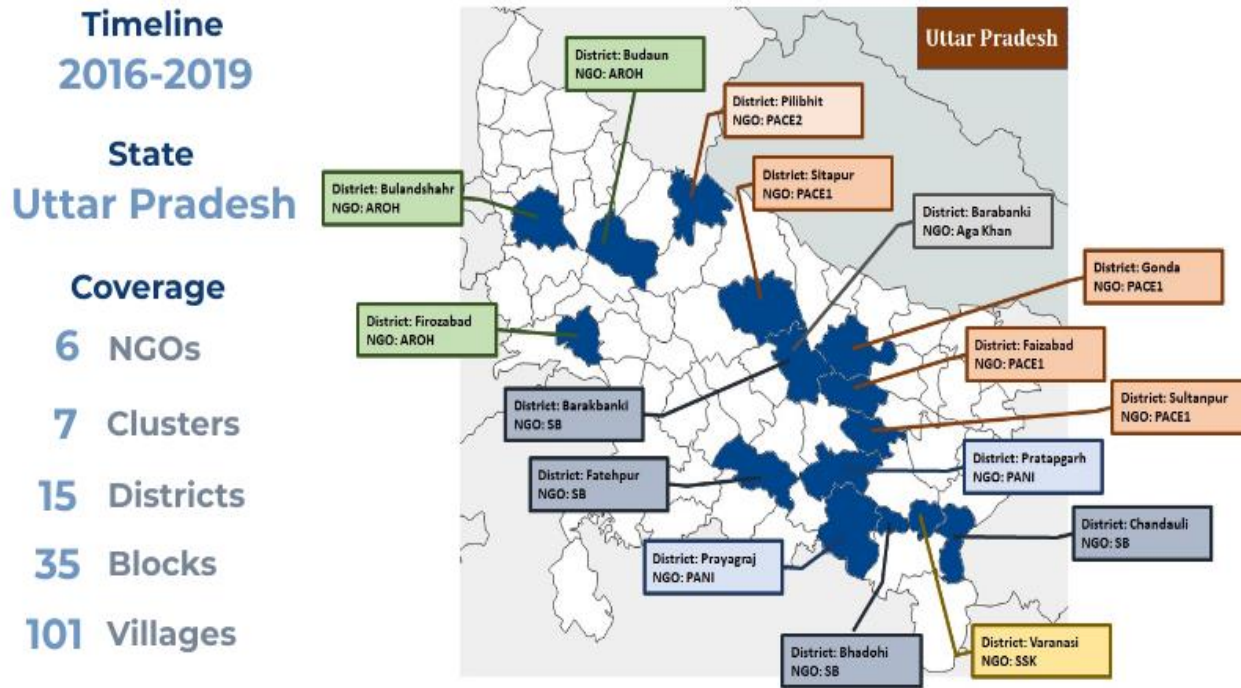 Timeline
2016-2019
State
Uttar Pradesh
Coverage
6 NGOs
7 Clusters
15 Districts
35 Blocks
101 Villages
Uttar Pradesh
District: Budaun
NGO: AROH
District: Pilibhit
NGO: PACE2
District: Sitapur
NGO: PACE1
District: Bulandshahr
NGO: AROH
District: Barabanki
NGO: Aga Khan
District: Gonda
NGO: PACE1
District: Firozabad
NGO: AROH
District: Faizabad
NGO: PACE1
District: Barakbanki
NGO: SB
District: Sultanpur
NGO: PACE1
District: Fatehpur
NGO: SB
District: Pratapgarh
NGO: PANI
District: Chandauli
NGO: SB
District: Prayagraj
NGO: PANI
District: Bhadohi
NGO: SB
District: Varanasi
NGO: SSK